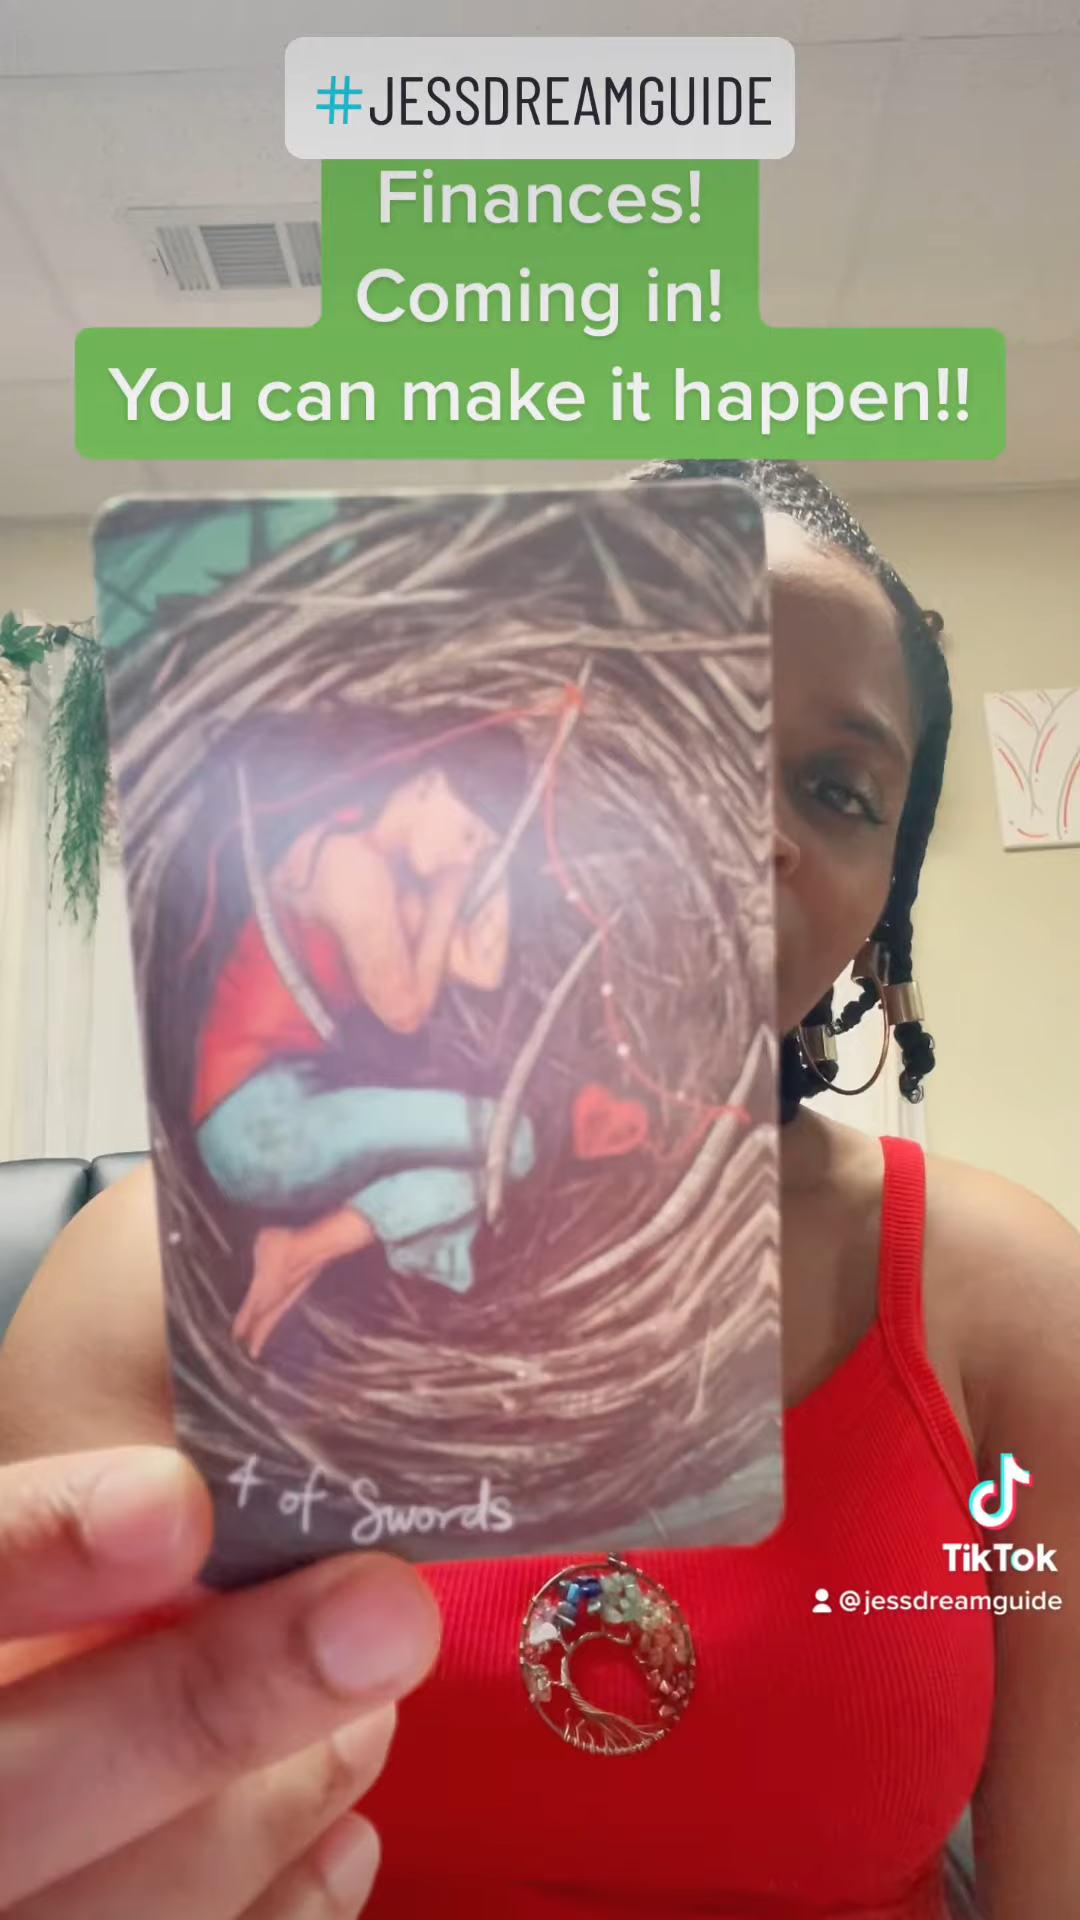 #JESSDREAMGUIDE
Finances!
Coming in!
You can make it happen!!
4 of Swords
TikTok
@jessdreamguide